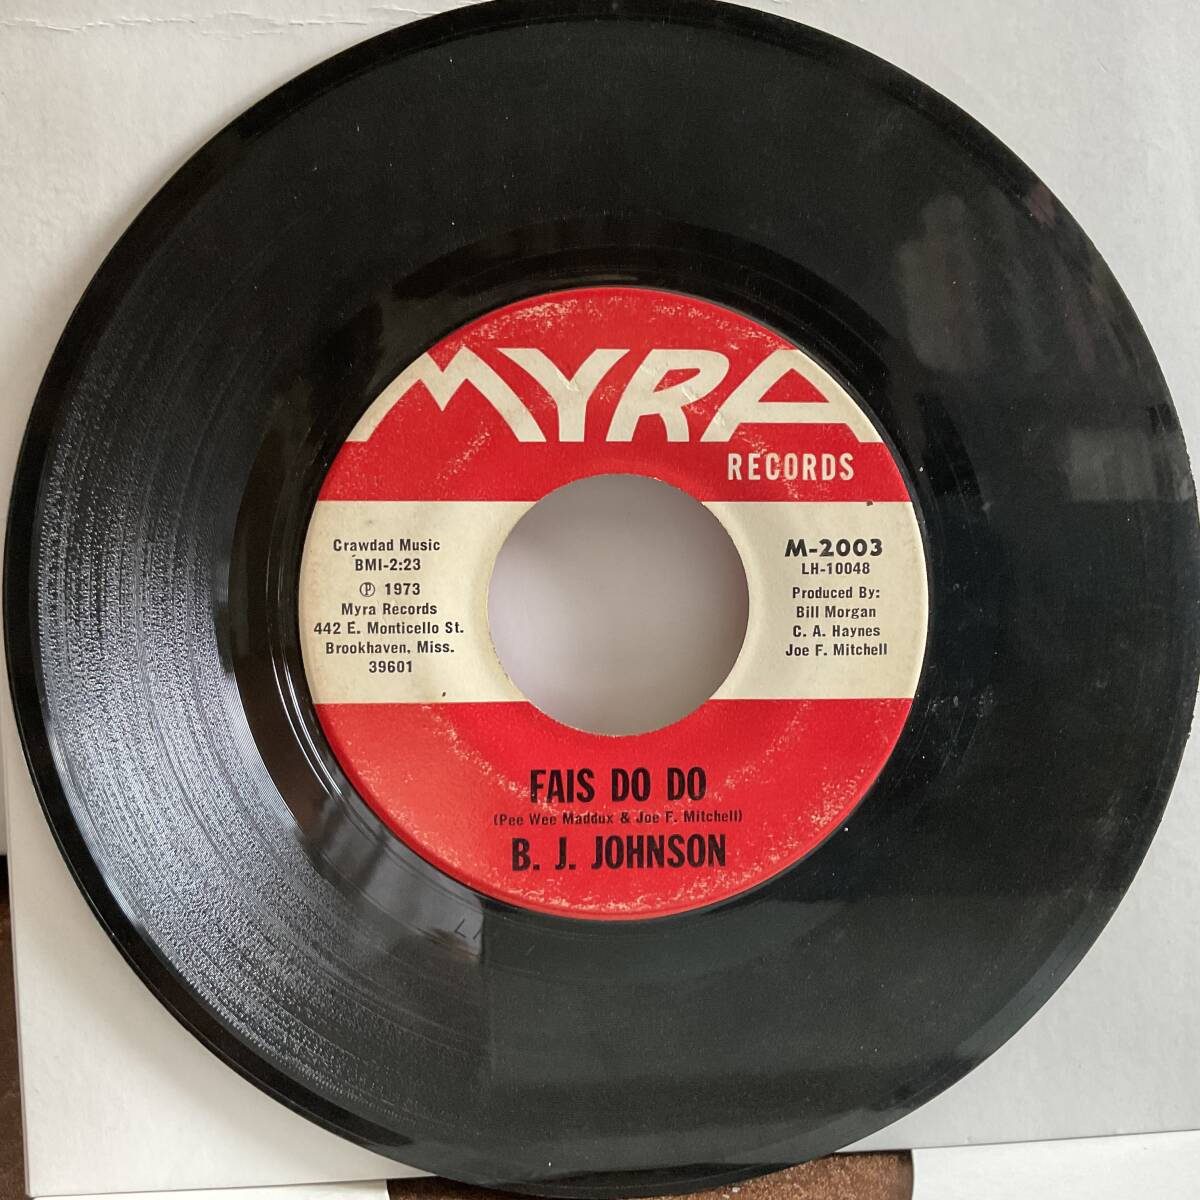 MYRA
RECORDS
Crawdad Music
BMI-2:23
℗ 1973
Myra Records
442 E. Monticello St.
Brookhaven, Miss.
39601
M-2003
LH-10048
Produced By:
Bill Morgan
C. A. Haynes
Joe F. Mitchell
FAIS DO DO
(Pee Wee Maddux & Joe F. Mitchell)
B. J. JOHNSON